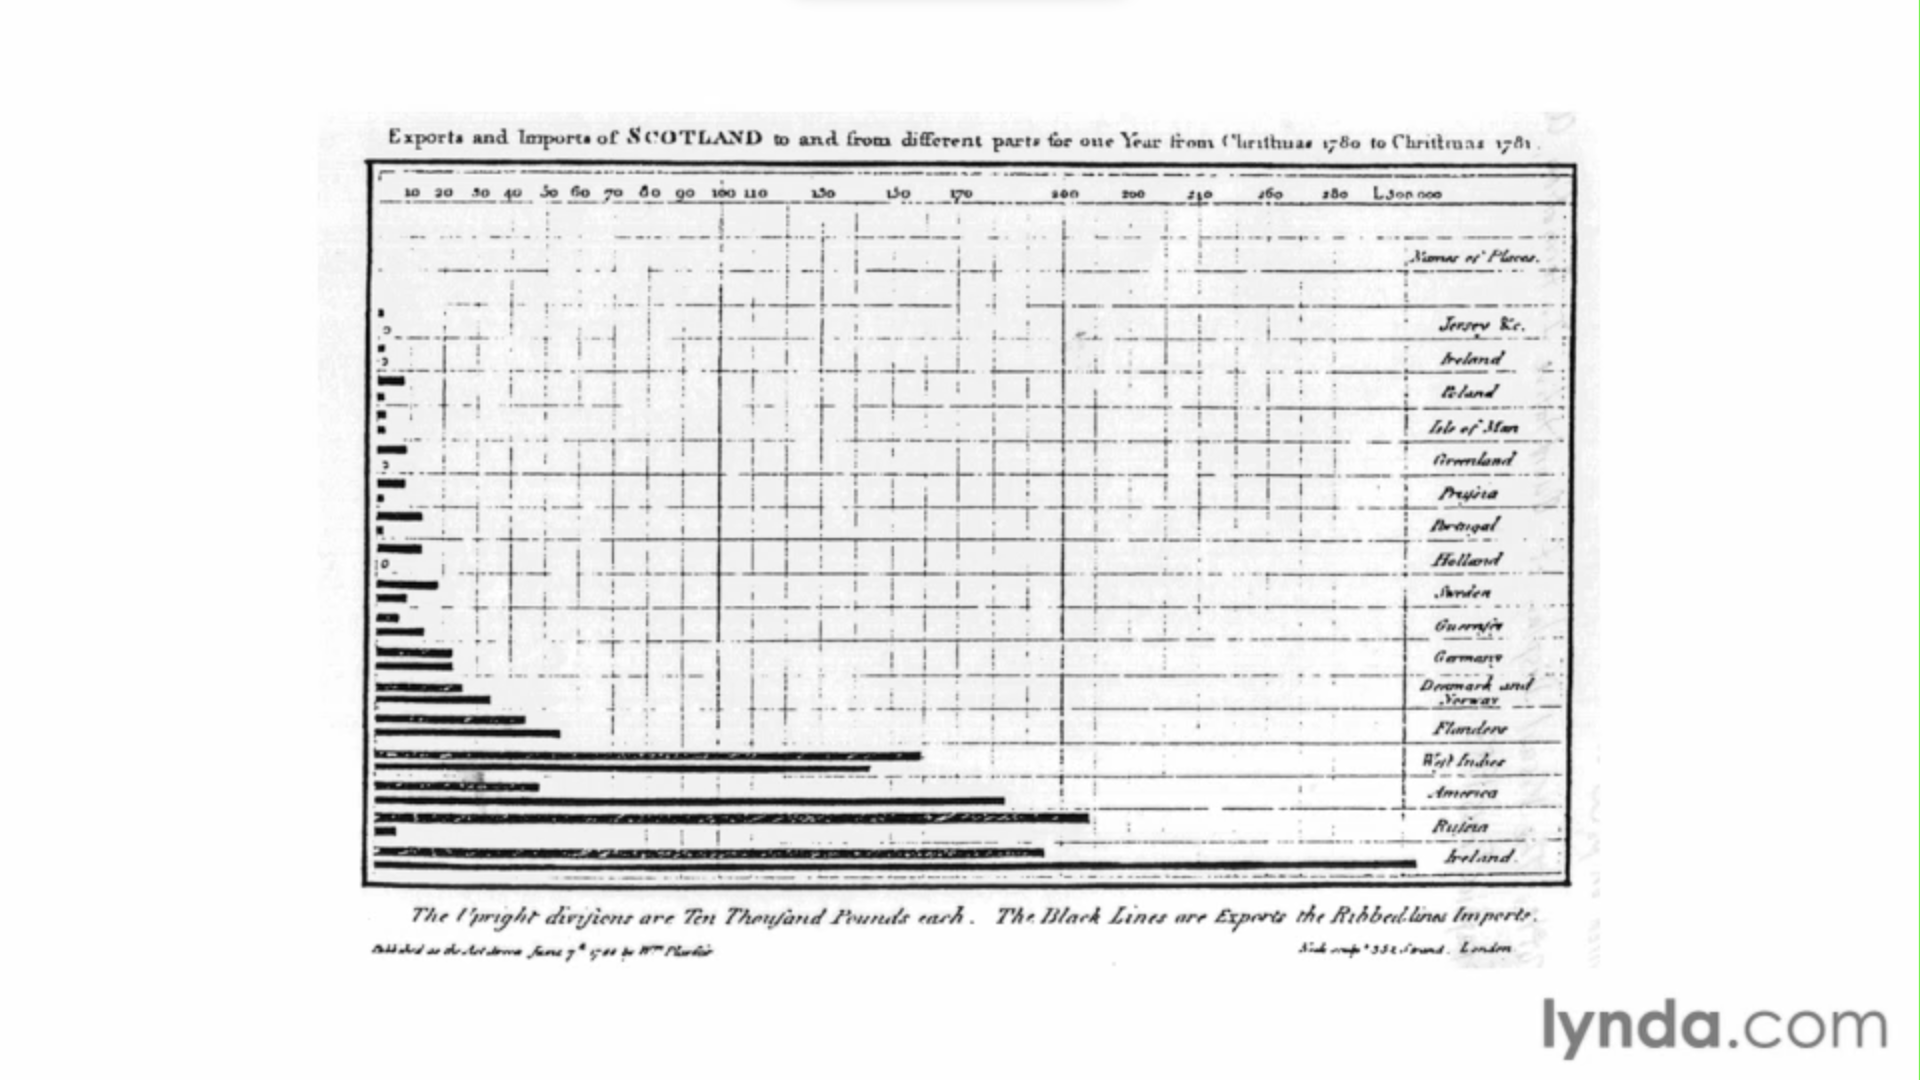 Exports and Imports of SCOTLAND to and from different parts for one Year from Christmas 1780 to Christmas 1781.
10 20 30 40 50 60 70 80 90 100 110 130 150 170 200 200 240 260 280 L300,000
Names of Places.
Jersey &c.
Ireland
Poland
Isle of Man
Greenland
Prussia
Portugal
Holland
Sweden
Guernsey
Germany
Denmark and
Norway
Flanders
West Indies
America
Russia
Ireland.
The Upright divisions are Ten Thousand Pounds each. The Black Lines are Exports the Ribbed lines Imports.
Published as the Act directs June 7th by Wm Playfair
Neele sculpt 352 Strand, London.
lynda.com